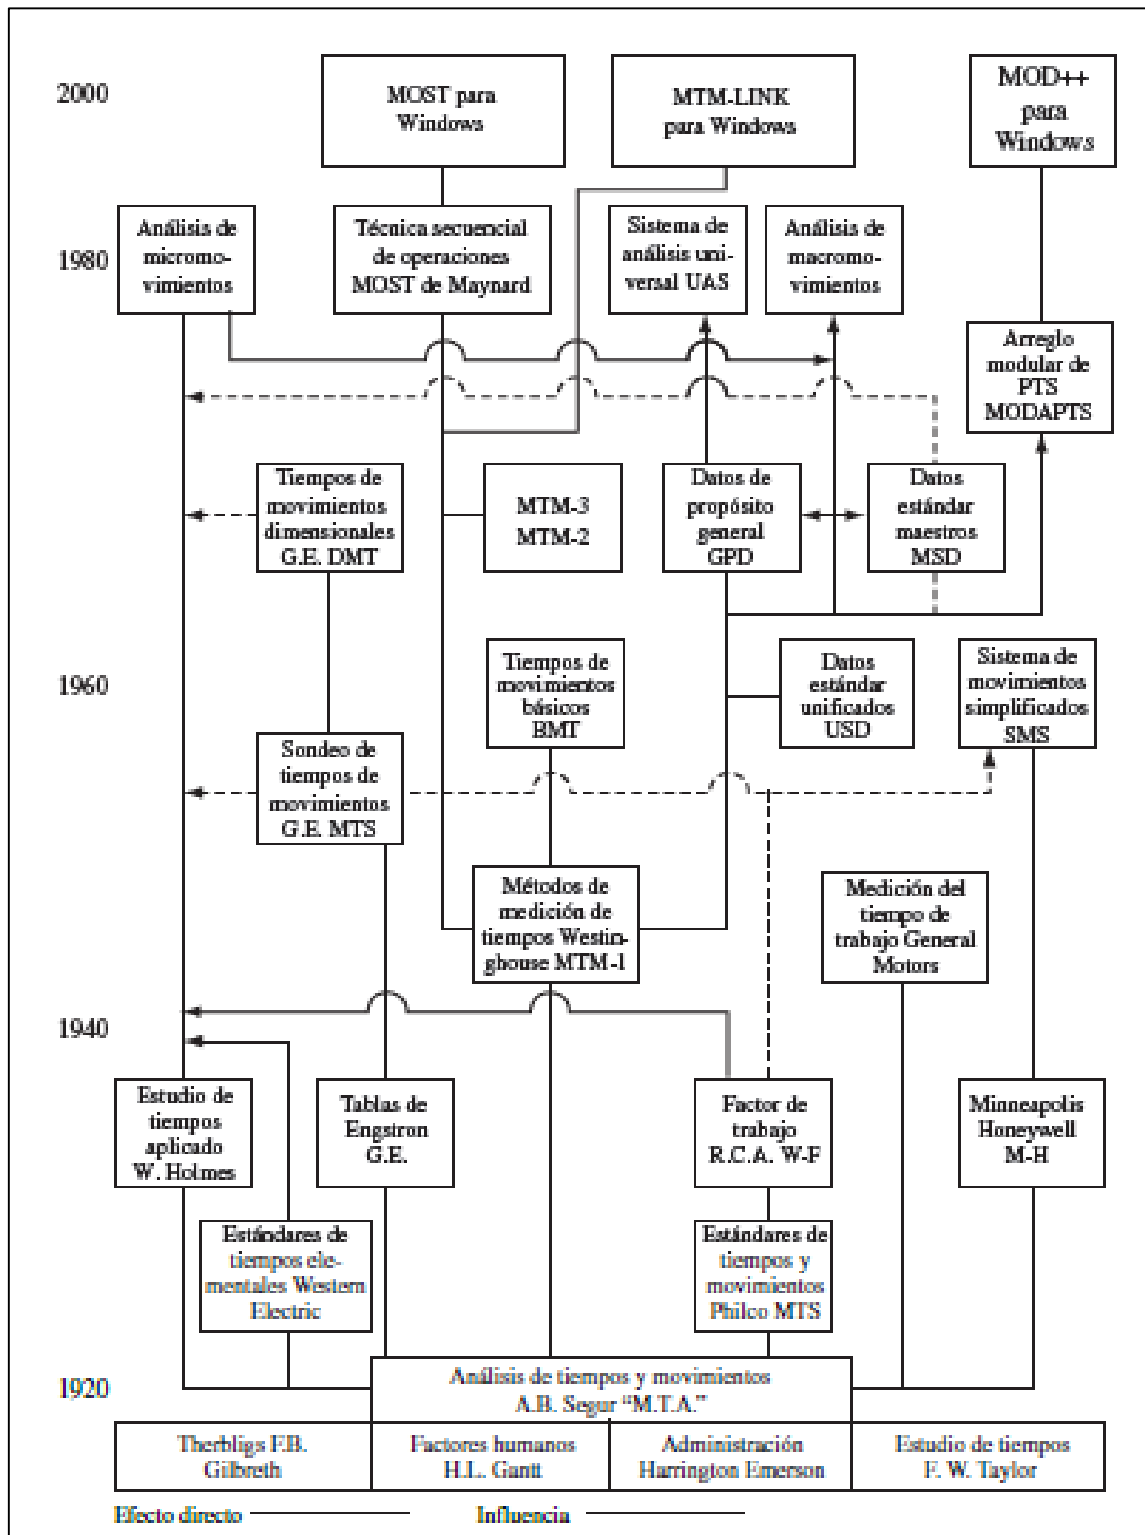 2000
MOST para
Windows
MTM-LINK
para Windows
MOD++
para
Windows
1980
Análisis de
micromo-
vimientos
Técnica secuencial
de operaciones
MOST de Maynard
Sistema de
análisis uni-
versal UAS
Análisis de
macromo-
vimientos
Arreglo
modular de
PTS
MODAPTS
Tiempos de
movimientos
dimensionales
G.E. DMT
MTM-3
MTM-2
Datos de
propósito
general
GPD
Datos
estándar
maestros
MSD
1960
Tiempos de
movimientos
básicos
BMT
Datos
estándar
unificados
USD
Sistema de
movimientos
simplificados
SMS
Sondeo de
tiempos de
movimientos
G.E. MTS
Métodos de
medición de
tiempos Westin-
ghouse MTM-1
Medición del
tiempo de
trabajo General
Motors
1940
Estudio de
tiempos
aplicado
W. Holmes
Tablas de
Engstron
G.E.
Factor de
trabajo
R.C.A. W-F
Minneapolis
Honeywell
M-H
Estándares de
tiempos ele-
mentales Western
Electric
Estándares de
tiempos y
movimientos
Philco MTS
1920
Análisis de tiempos y movimientos
A.B. Segur “M.T.A.”
Therbligs F.B.
Gilbreth
Factores humanos
H.L. Gantt
Administración
Harrington Emerson
Estudio de tiempos
F. W. Taylor
Efecto directo
Influencia